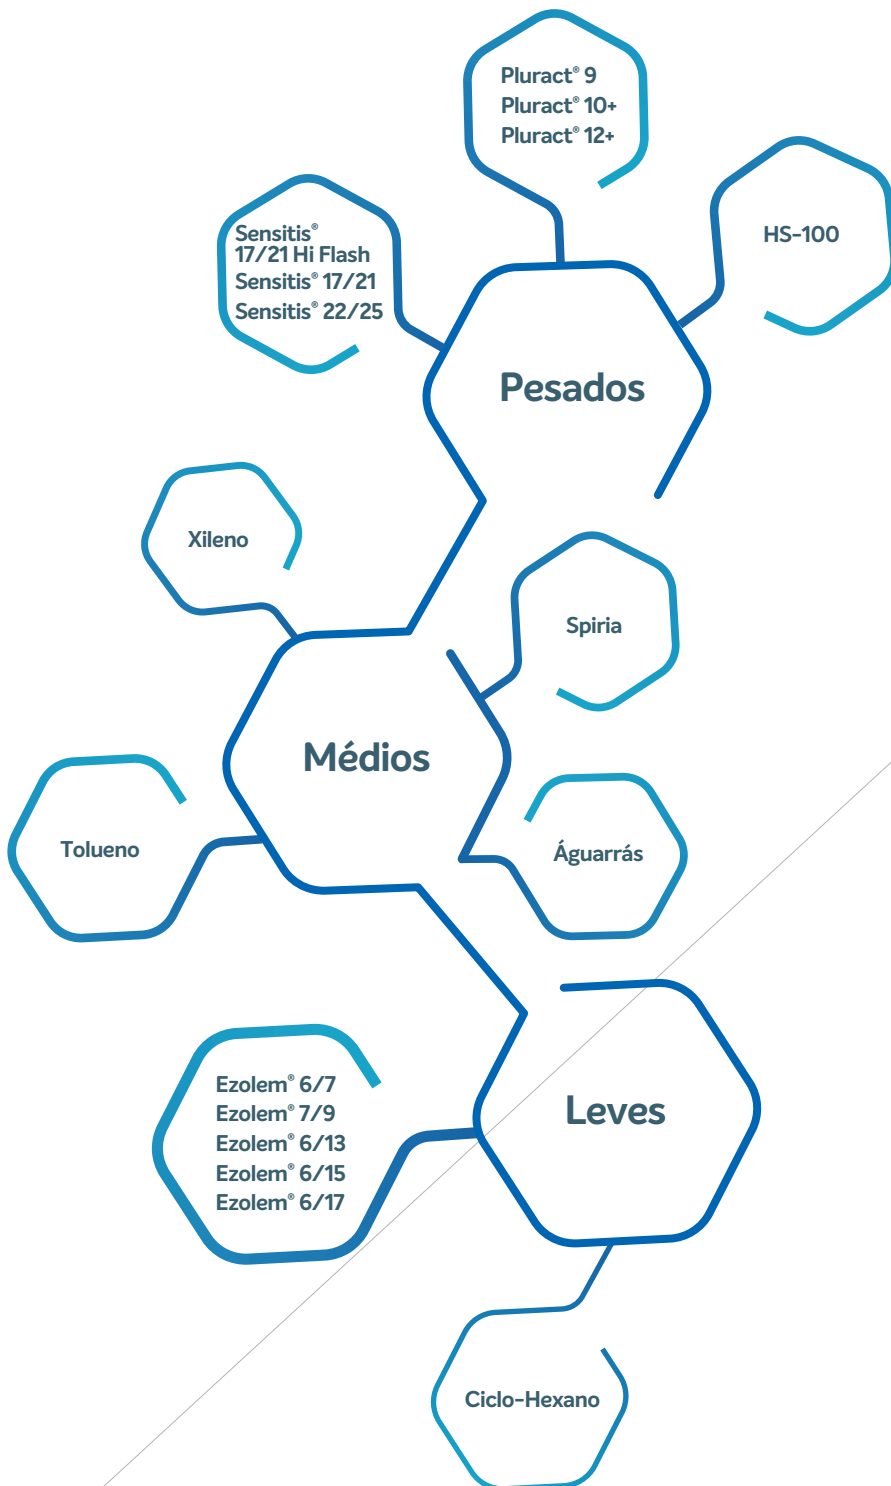 Pluract® 9
Pluract® 10+
Pluract® 12+
HS-100
Sensitis®
17/21 Hi Flash
Sensitis® 17/21
Sensitis® 22/25
Pesados
Xileno
Spiria
Médios
Tolueno
Águarrás
Ezolem® 6/7
Ezolem® 7/9
Ezolem® 6/13
Ezolem® 6/15
Ezolem® 6/17
Leves
Ciclo-Hexano